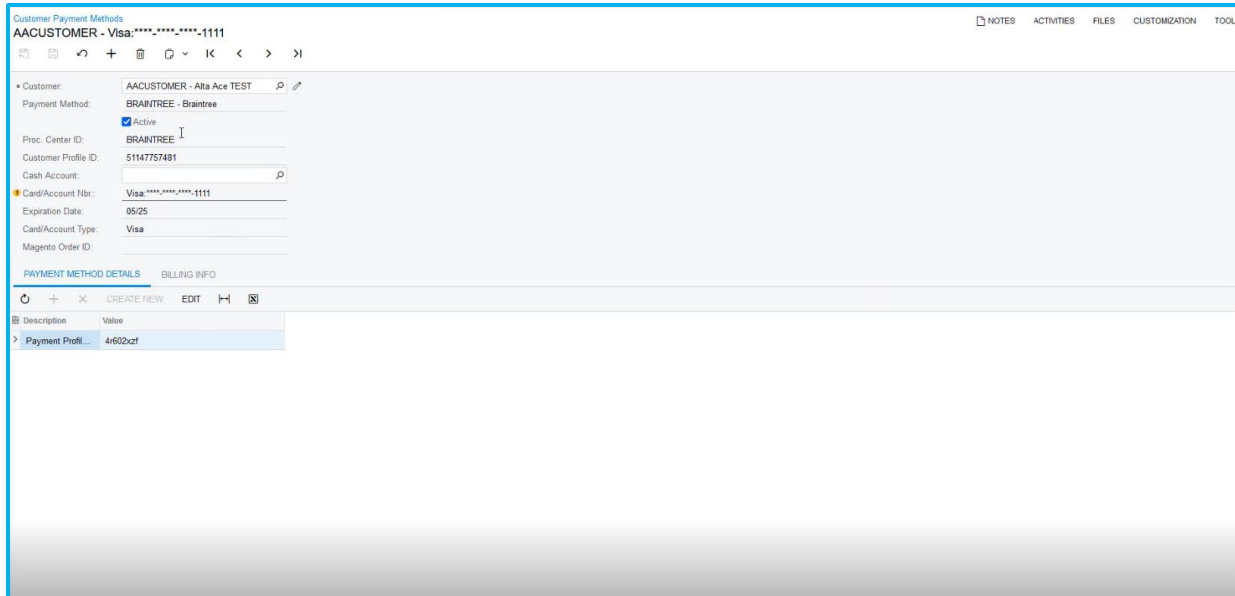 Customer Payment Methods
NOTES ACTIVITIES FILES CUSTOMIZATION TOOL
AACUSTOMER - Visa:****-****-****-1111
Customer: AACUSTOMER - Alta Ace TEST
Payment Method: BRAINTREE - Braintree
Active
Proc. Center ID: BRAINTREE
Customer Profile ID: 51147757481
Cash Account:
Card/Account Nbr.: Visa:****-****-****-1111
Expiration Date: 05/25
Card/Account Type: Visa
Magento Order ID:
PAYMENT METHOD DETAILS BILLING INFO
CREATE NEW EDIT
Description Value
Payment Profil... 4r602xzf